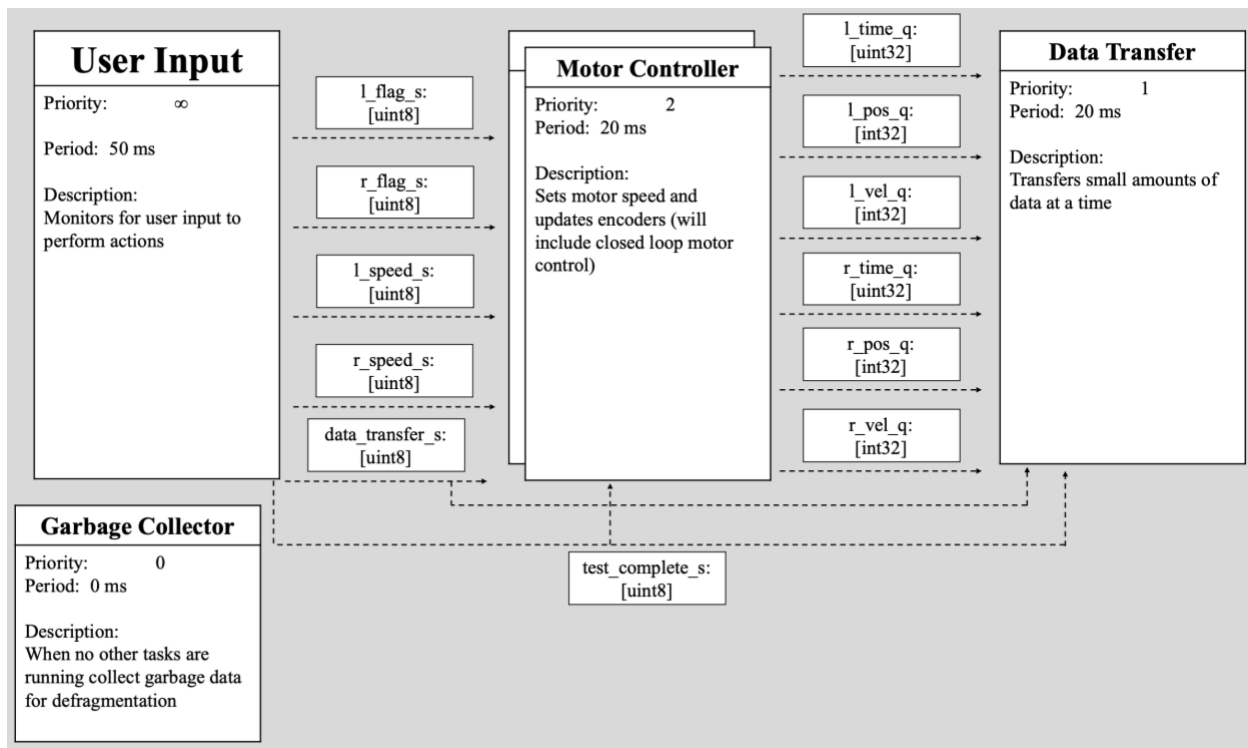 User Input
Priority: ∞
Period: 50 ms
Description:
Monitors for user input to
perform actions
l_flag_s:
[uint8]
r_flag_s:
[uint8]
l_speed_s:
[uint8]
r_speed_s:
[uint8]
data_transfer_s:
[uint8]
Motor Controller
Priority: 2
Period: 20 ms
Description:
Sets motor speed and
updates encoders (will
include closed loop motor
control)
l_time_q:
[uint32]
l_pos_q:
[int32]
l_vel_q:
[int32]
r_time_q:
[uint32]
r_pos_q:
[int32]
r_vel_q:
[int32]
Data Transfer
Priority: 1
Period: 20 ms
Description:
Transfers small amounts of
data at a time
Garbage Collector
Priority: 0
Period: 0 ms
Description:
When no other tasks are
running collect garbage data
for defragmentation
test_complete_s:
[uint8]